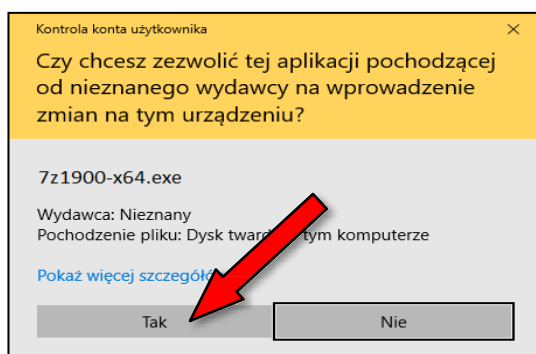 Kontrola konta użytkownika
Czy chcesz zezwolić tej aplikacji pochodzącej
od nieznanego wydawcy na wprowadzenie
zmian na tym urządzeniu?
7z1900-x64.exe
Wydawca: Nieznany
Pochodzenie pliku: Dysk tym komputerze
Pokaż więcej
Tak
Nie